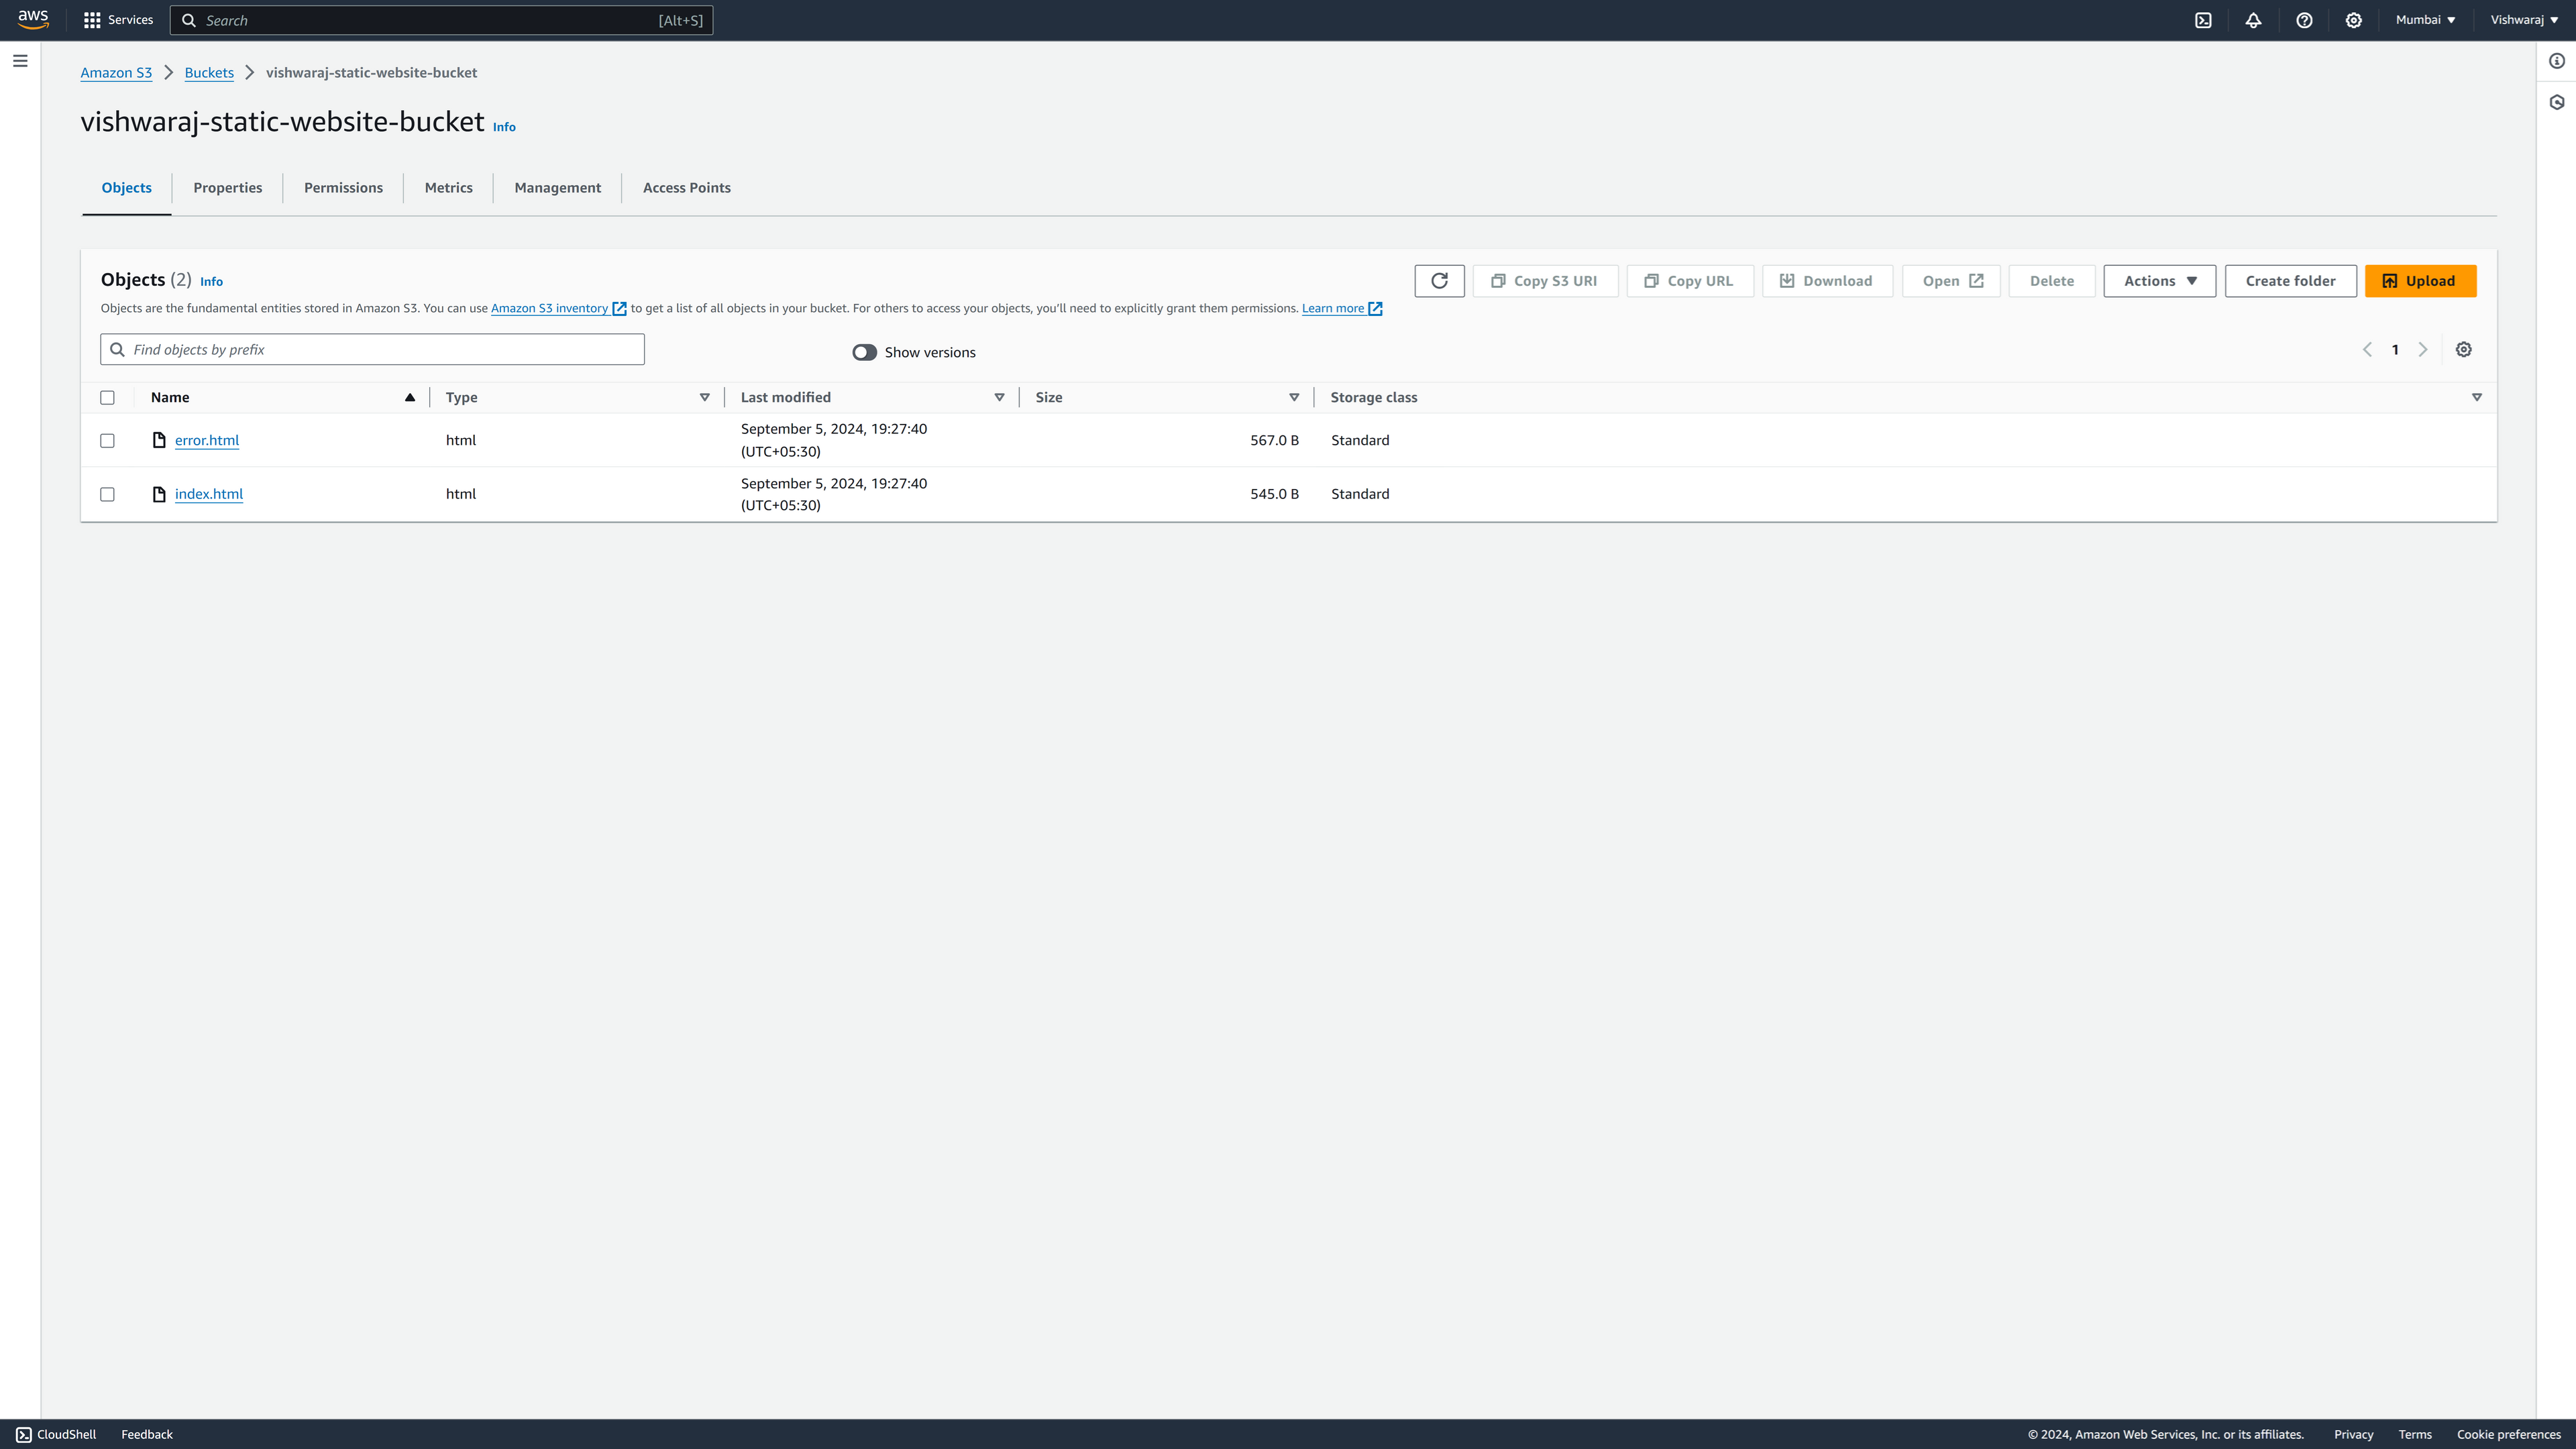 aws Services Search [Alt+S] Mumbai Vishwaraj
Amazon S3 Buckets vishwaraj-static-website-bucket
vishwaraj-static-website-bucket Info
Objects Properties Permissions Metrics Management Access Points
Objects (2) Info Copy S3 URI Copy URL Download Open Delete Actions Create folder Upload
Objects are the fundamental entities stored in Amazon S3. You can use Amazon S3 inventory to get a list of all objects in your bucket. For others to access your objects, you'll need to explicitly grant them permissions. Learn more
Find objects by prefix Show versions 1
Name Type Last modified Size Storage class
error.html html September 5, 2024, 19:27:40 567.0 B Standard
(UTC+05:30)
index.html html September 5, 2024, 19:27:40 545.0 B Standard
(UTC+05:30)
CloudShell Feedback © 2024, Amazon Web Services, Inc. or its affiliates. Privacy Terms Cookie preferences